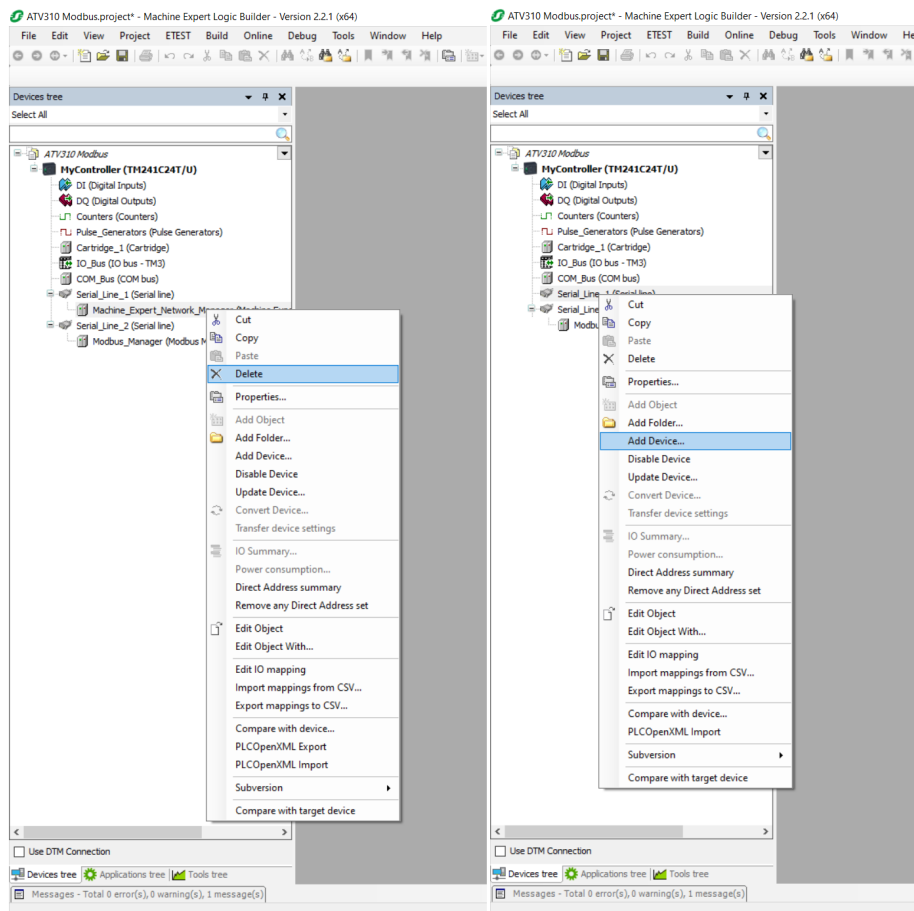 ATV310 Modbus.project* - Machine Expert Logic Builder - Version 2.2.1 (x64)
File Edit View Project ETEST Build Online Debug Tools Window Help
Devices tree
Select All
ATV310 Modbus
MyController (TM241C24T/U)
DI (Digital Inputs)
DQ (Digital Outputs)
Counters (Counters)
Pulse_Generators (Pulse Generators)
Cartridge_1 (Cartridge)
IO_Bus (IO bus - TM3)
COM_Bus (COM bus)
Serial_Line_1 (Serial line)
Machine_Expert_Network_Manager (Machine Expe
Serial_Line_2 (Serial line)
Modbus_Manager (Modbus M
Cut
Copy
Paste
Delete
Properties...
Add Object
Add Folder...
Add Device...
Disable Device
Update Device...
Convert Device...
Transfer device settings
IO Summary...
Power consumption...
Direct Address summary
Remove any Direct Address set
Edit Object
Edit Object With...
Edit IO mapping
Import mappings from CSV...
Export mappings to CSV...
Compare with device...
PLCOpenXML Export
PLCOpenXML Import
Subversion
Compare with target device
Use DTM Connection
Devices tree Applications tree Tools tree
Messages - Total 0 error(s), 0 warning(s), 1 message(s)
ATV310 Modbus.project* - Machine Expert Logic Builder - Version 2.2.1 (x64)
File Edit View Project ETEST Build Online Debug Tools Window
Devices tree
Select All
ATV310 Modbus
MyController (TM241C24T/U)
DI (Digital Inputs)
DQ (Digital Outputs)
Counters (Counters)
Pulse_Generators (Pulse Generators)
Cartridge_1 (Cartridge)
IO_Bus (IO bus - TM3)
COM_Bus (COM bus)
Serial_Line_1 (Serial line)
Serial_Line
Modbu
Cut
Copy
Paste
Delete
Properties...
Add Object
Add Folder...
Add Device...
Disable Device
Update Device...
Convert Device...
Transfer device settings
IO Summary...
Power consumption...
Direct Address summary
Remove any Direct Address set
Edit Object
Edit Object With...
Edit IO mapping
Import mappings from CSV...
Export mappings to CSV...
Compare with device...
PLCOpenXML Import
Subversion
Compare with target device
Use DTM Connection
Devices tree Applications tree Tools tree
Messages - Total 0 error(s), 0 warning(s), 1 message(s)